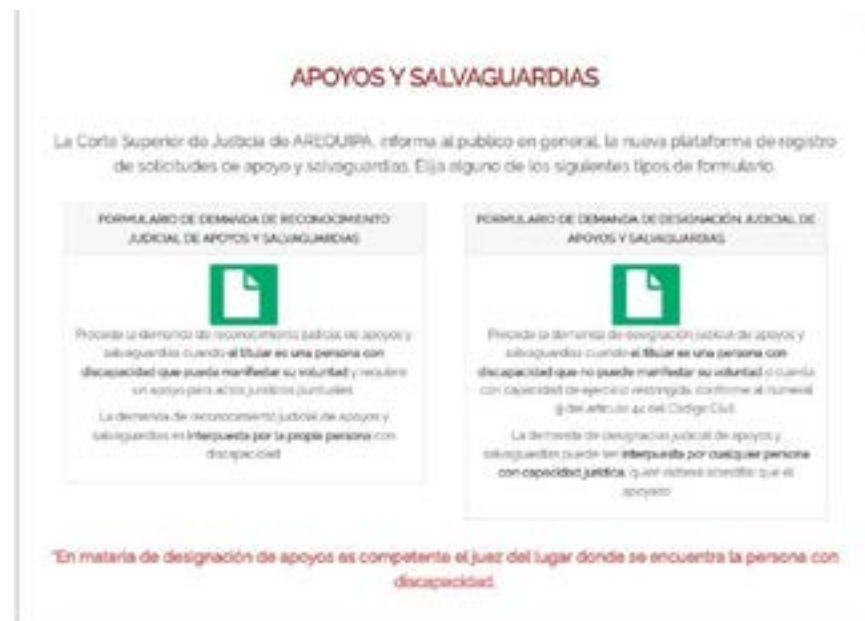 APOYOS Y SALVAGUARDIAS
La Corte Superior de Justicia de AREQUIPA, informa al publico en general, la nueva plataforma de registro
de solicitudes de apoyo y salvaguardias. Elija alguno de los siguientes tipos de formulario.
FORMULARIO DE DEMANDA DE RECONOCIMIENTO
JUDICIAL DE APOYOS Y SALVAGUARDIAS
Procede la demanda de reconocimiento judicial de apoyos y
salvaguardias cuando el titular es una persona con
discapacidad que pueda manifestar su voluntad y requiere
un apoyo para actos jurídicos puntuales.
La demanda de reconocimiento judicial de apoyos y
salvaguardias es interpuesta por la propia persona con
discapacidad
FORMULARIO DE DEMANDA DE DESIGNACIÓN JUDICIAL DE
APOYOS Y SALVAGUARDIAS
Procede la demanda de designación judicial de apoyos y
salvaguardias cuando el titular es una persona con
discapacidad que no puede manifestar su voluntad o cuenta
con capacidad de ejercicio restringida, conforme al numeral
9 del artículo 44 del Código Civil.
La demanda de designación judicial de apoyos y
salvaguardias puede ser interpuesta por cualquier persona
con capacidad jurídica, quien deberá acreditar que el
apoyado
"En materia de designación de apoyos es competente el juez del lugar donde se encuentra la persona con
discapacidad.